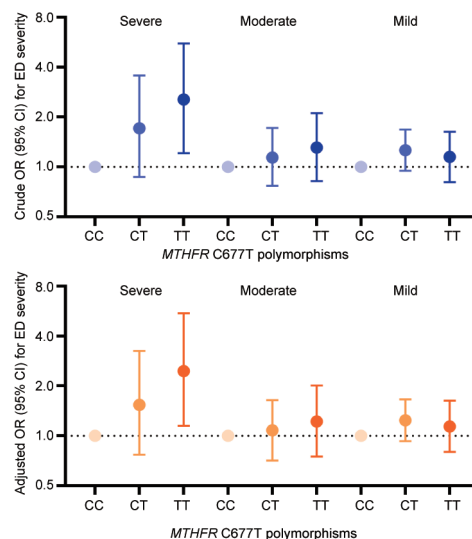 Crude OR (95% CI) for ED severity
8.0
4.0
2.0
1.0
0.5
Severe Moderate Mild
CC CT TT CC CT TT CC CT TT
MTHFR C677T polymorphisms
Adjusted OR (95% CI) for ED severity
8.0
4.0
2.0
1.0
0.5
Severe Moderate Mild
CC CT TT CC CT TT CC CT TT
MTHFR C677T polymorphisms